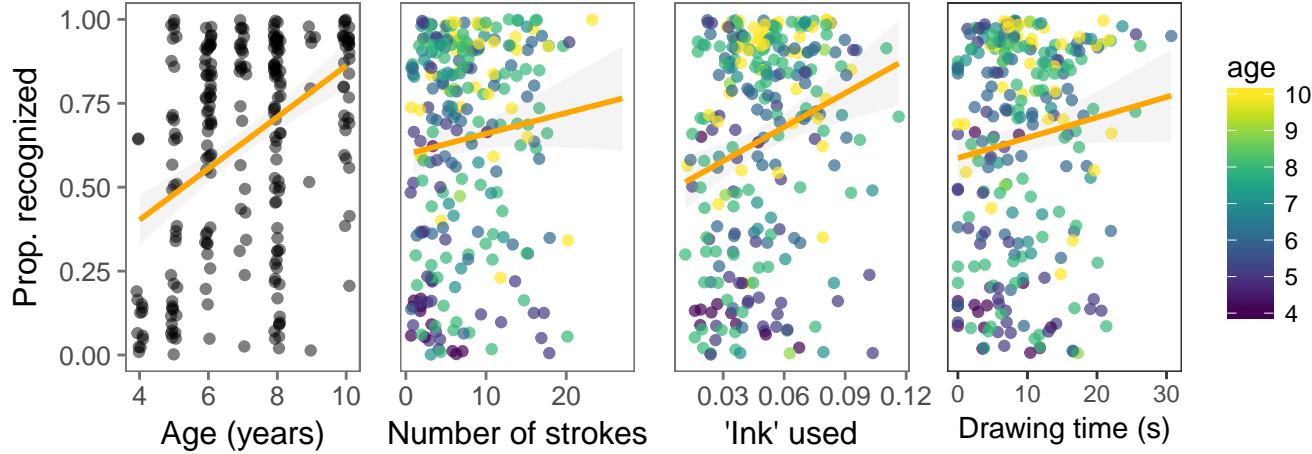 Prop. recognized
1.00
0.75
0.50
0.25
0.00
4 6 8 10
Age (years)
0 10 20
Number of strokes
0.03 0.06 0.09 0.12
'Ink' used
0 10 20 30
Drawing time (s)
age
10
9
8
7
6
5
4